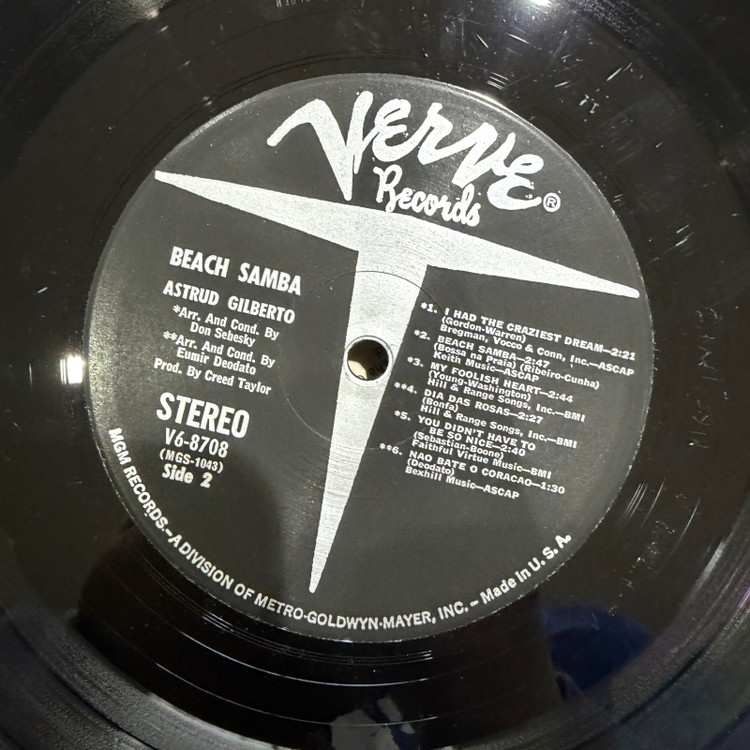 Verve
Records®
BEACH SAMBA
ASTRUD GILBERTO
*Arr. And Cond. By
Don Sebesky
**Arr. And Cond. By
Eumir Deodato
Prod. By Creed Taylor
STEREO
V6-8708
(MGS-1043)
Side 2
*1. I HAD THE CRAZIEST DREAM—2:21
(Gordon-Warren)
Bregman, Vocco & Conn, Inc.—ASCAP
*2. BEACH SAMBA—2:47
(Bossa na Praia) (Ribeiro-Cunha)
Keith Music—ASCAP
*3. MY FOOLISH HEART—2:44
(Young-Washington)
Hill & Range Songs, Inc.—BMI
**4. DIA DAS ROSAS—2:27
(Bonfa)
Hill & Range Songs, Inc.—BMI
*5. YOU DIDN'T HAVE TO
BE SO NICE—2:40
(Sebastian-Boone)
Faithful Virtue Music—BMI
**6. NAO BATE O CORACAO—1:30
(Deodato)
Bexhill Music—ASCAP
MGM RECORDS.—A DIVISION OF METRO-GOLDWYN-MAYER, INC. – Made in U. S. A.